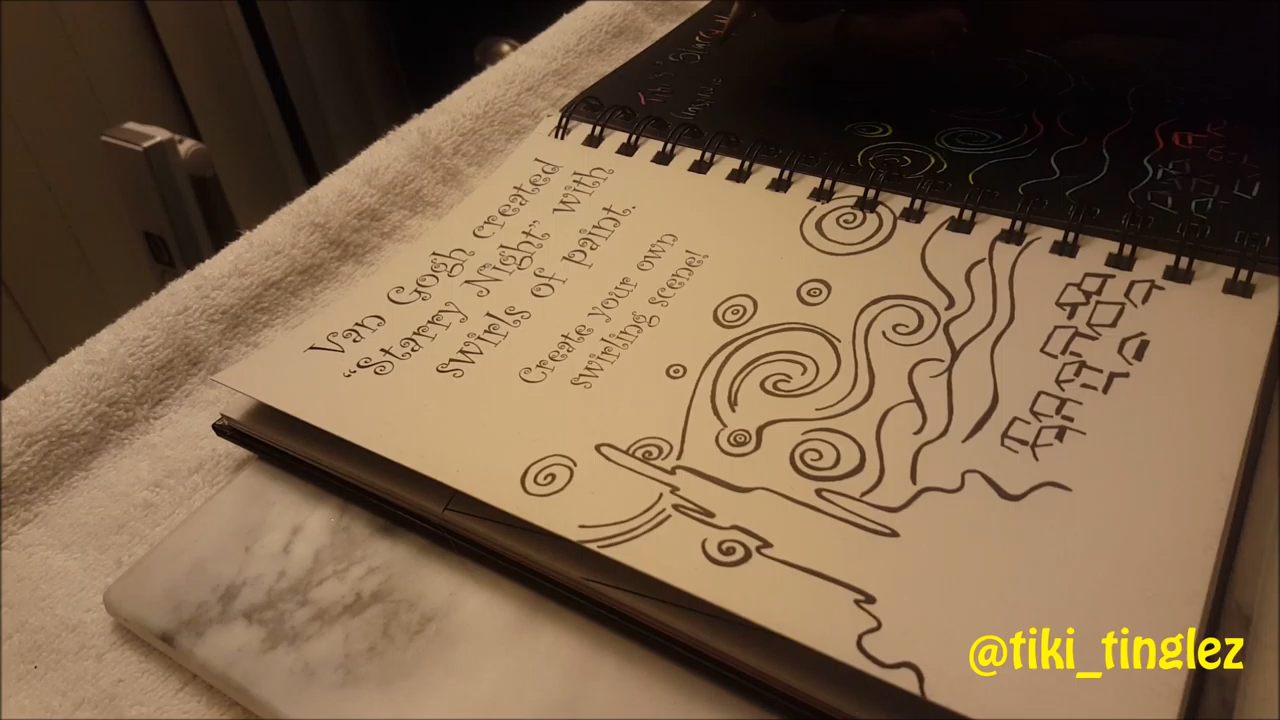 Van Gogh created
"Starry Night" with
swirls of paint.
Create your own
swirling scene!
@tiki_tinglez